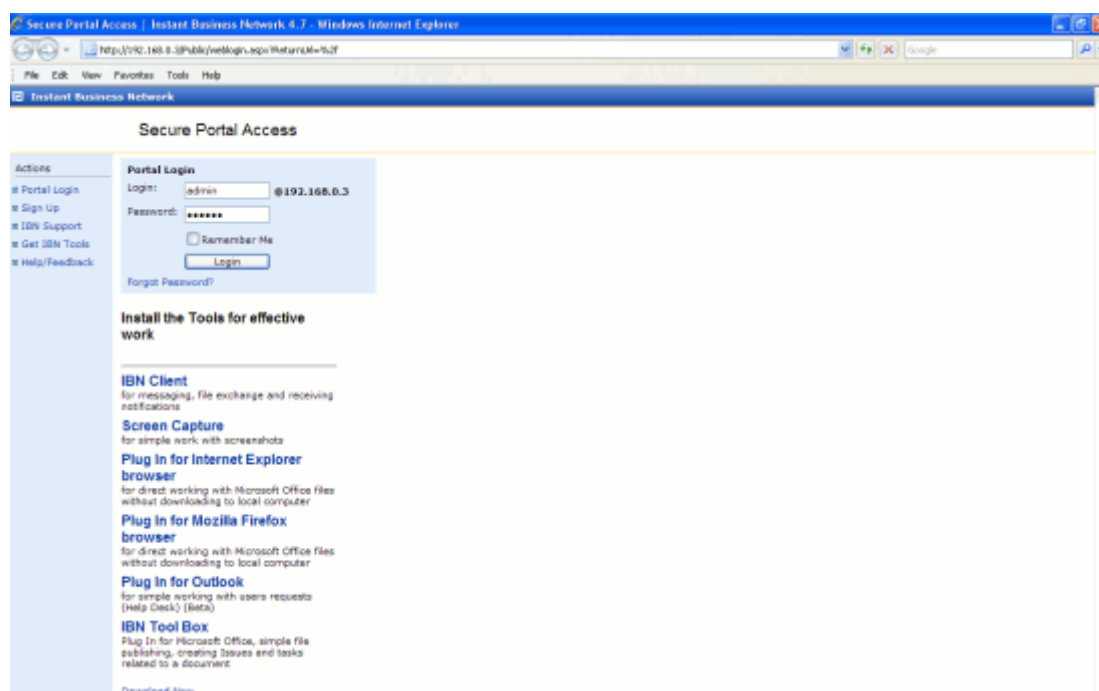 Secure Portal Access | Instant Business Network 4.7 - Windows Internet Explorer
Google
File Edit View Favorites Tools Help
Instant Business Network
Secure Portal Access
Actions
Portal Login
Sign Up
IBN Support
Get IBN Tools
Help/Feedback
Portal Login
Login: admin @192.168.0.3
Password:
Remember Me
Login
Forgot Password?
Install the Tools for effective
work
IBN Client
for messaging, file exchange and receiving
notifications
Screen Capture
for simple work with screenshots
Plug In for Internet Explorer
browser
for direct working with Microsoft Office files
without downloading to local computer
Plug In for Mozilla Firefox
browser
for direct working with Microsoft Office files
without downloading to local computer
Plug In for Outlook
for simple working with users requests
(Help Desk) (Beta)
IBN Tool Box
Plug In for Microsoft Office, simple file
publishing, creating Issues and tasks
related to a document
Download Now